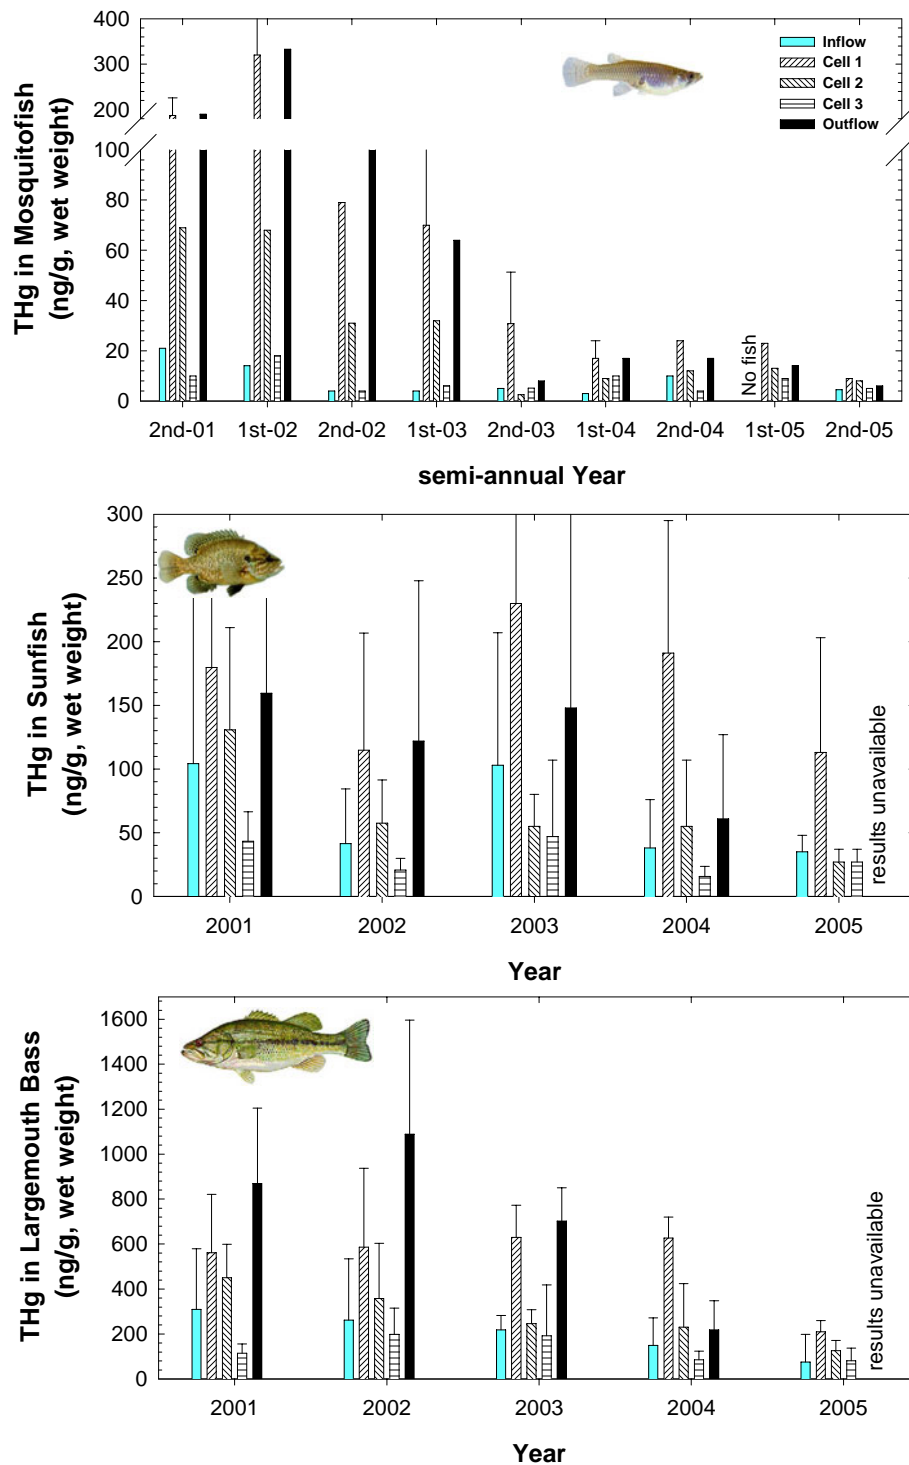 400
300
200
100
80
60
40
20
0
THg in Mosquitofish
(ng/g, wet weight)
Inflow
Cell 1
Cell 2
Cell 3
Outflow
No fish
2nd-01 1st-02 2nd-02 1st-03 2nd-03 1st-04 2nd-04 1st-05 2nd-05
semi-annual Year
300
250
200
150
100
50
0
THg in Sunfish
(ng/g, wet weight)
results unavailable
2001 2002 2003 2004 2005
Year
1600
1400
1200
1000
800
600
400
200
0
THg in Largemouth Bass
(ng/g, wet weight)
results unavailable
2001 2002 2003 2004 2005
Year